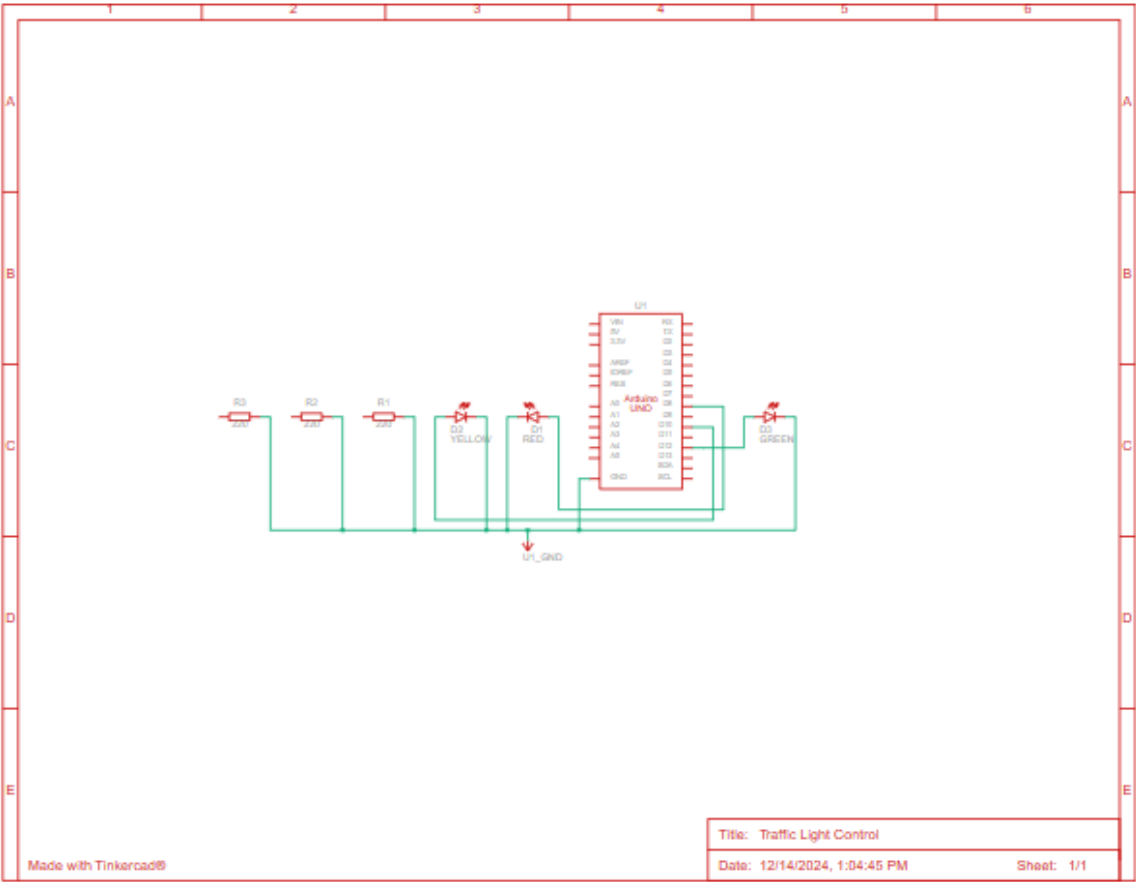 1 2 3 4 5 6
A A
B B
U1
VIN RX
5V TX
3.3V D2
D3
AREF D4
IOREF D5
RES D6
D7
Arduino
UNO
A0 D8
A1 D9
A2 D10
A3 D11
A4 D12
A5 D13
SDA
GND SCL
R3 R2 R1
220 220 220
D2 D1 D3
YELLOW RED GREEN
C C
U1_GND
D D
E E
Title: Traffic Light Control
Made with Tinkercad® Date: 12/14/2024, 1:04:45 PM Sheet: 1/1